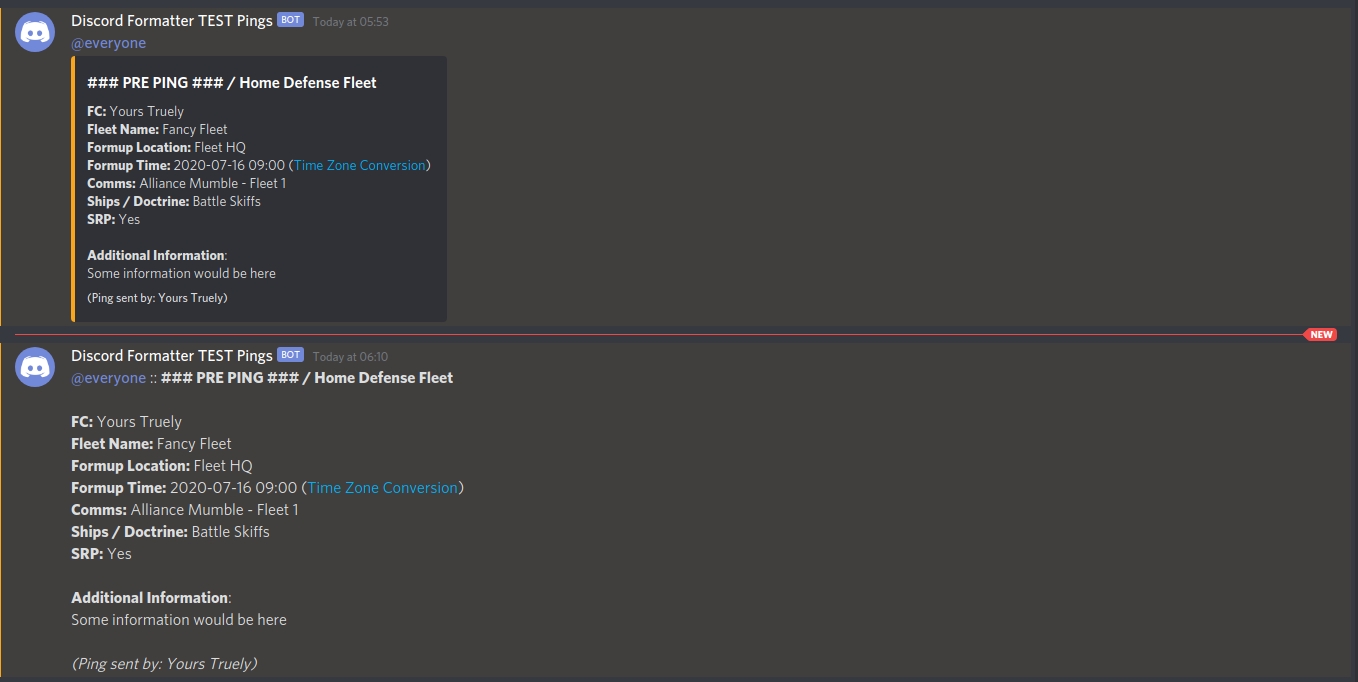 Discord Formatter TEST Pings BOT Today at 05:53
@everyone
### PRE PING ### / Home Defense Fleet
FC: Yours Truely
Fleet Name: Fancy Fleet
Formup Location: Fleet HQ
Formup Time: 2020-07-16 09:00 (Time Zone Conversion)
Comms: Alliance Mumble - Fleet 1
Ships / Doctrine: Battle Skiffs
SRP: Yes
Additional Information:
Some information would be here
(Ping sent by: Yours Truely)
NEW
Discord Formatter TEST Pings BOT Today at 06:10
@everyone :: ### PRE PING ### / Home Defense Fleet
FC: Yours Truely
Fleet Name: Fancy Fleet
Formup Location: Fleet HQ
Formup Time: 2020-07-16 09:00 (Time Zone Conversion)
Comms: Alliance Mumble - Fleet 1
Ships / Doctrine: Battle Skiffs
SRP: Yes
Additional Information:
Some information would be here
(Ping sent by: Yours Truely)